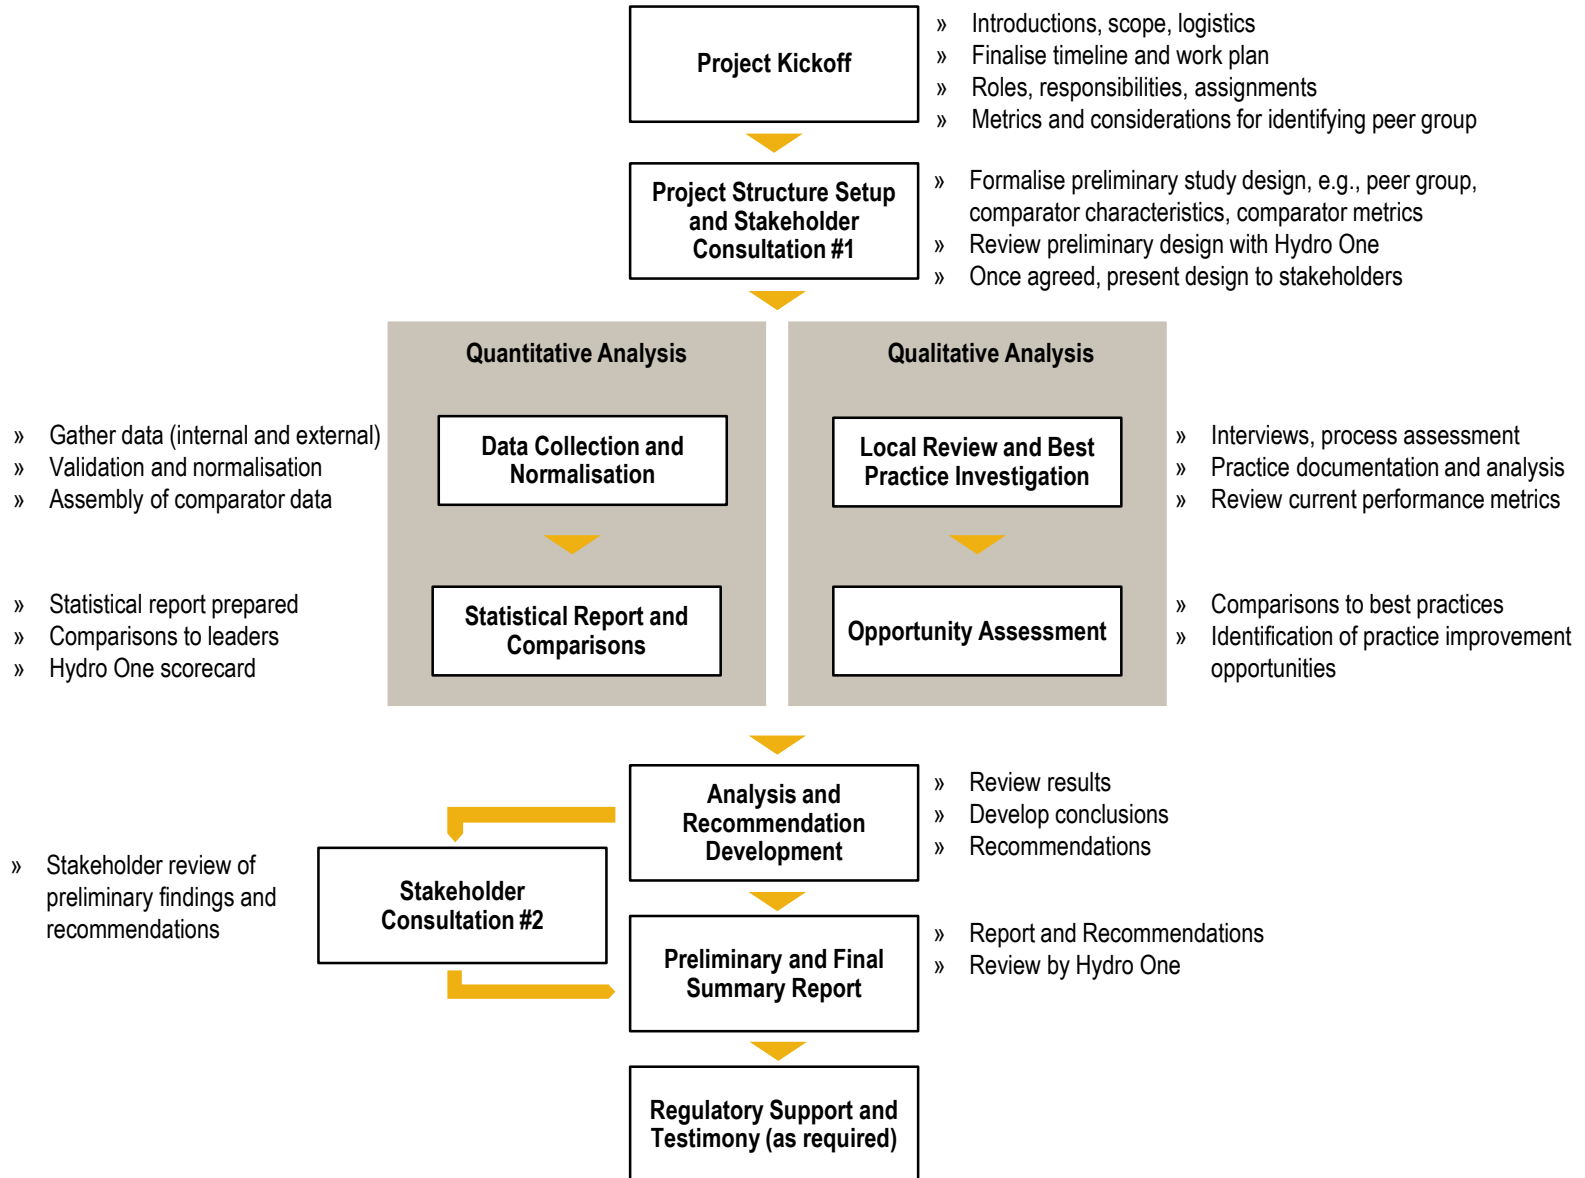 Project Kickoff
» Introductions, scope, logistics
» Finalise timeline and work plan
» Roles, responsibilities, assignments
» Metrics and considerations for identifying peer group
Project Structure Setup
and Stakeholder
Consultation #1
» Formalise preliminary study design, e.g., peer group,
comparator characteristics, comparator metrics
» Review preliminary design with Hydro One
» Once agreed, present design to stakeholders
Quantitative Analysis
» Gather data (internal and external)
» Validation and normalisation
» Assembly of comparator data
Data Collection and
Normalisation
» Statistical report prepared
» Comparisons to leaders
» Hydro One scorecard
Statistical Report and
Comparisons
Qualitative Analysis
Local Review and Best
Practice Investigation
» Interviews, process assessment
» Practice documentation and analysis
» Review current performance metrics
Opportunity Assessment
» Comparisons to best practices
» Identification of practice improvement
opportunities
Analysis and
Recommendation
Development
» Review results
» Develop conclusions
» Recommendations
» Stakeholder review of
preliminary findings and
recommendations
Stakeholder
Consultation #2
Preliminary and Final
Summary Report
» Report and Recommendations
» Review by Hydro One
Regulatory Support and
Testimony (as required)